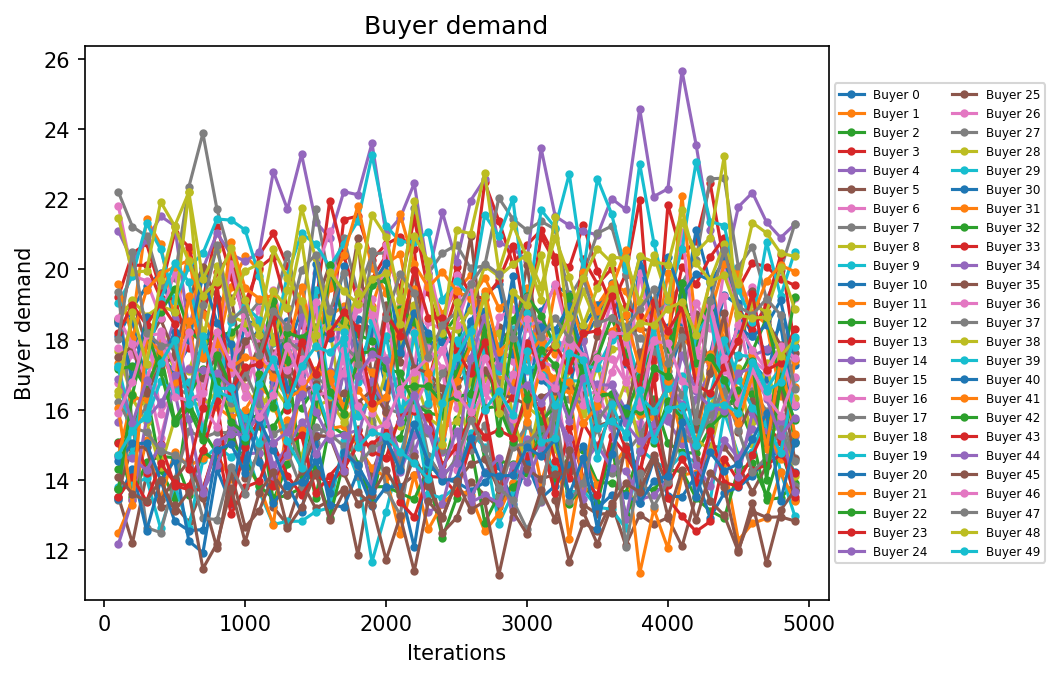 Buyer demand
Buyer demand
26
24
22
20
18
16
14
12
0
1000
2000
3000
4000
5000
Iterations
Buyer 0
Buyer 1
Buyer 2
Buyer 3
Buyer 4
Buyer 5
Buyer 6
Buyer 7
Buyer 8
Buyer 9
Buyer 10
Buyer 11
Buyer 12
Buyer 13
Buyer 14
Buyer 15
Buyer 16
Buyer 17
Buyer 18
Buyer 19
Buyer 20
Buyer 21
Buyer 22
Buyer 23
Buyer 24
Buyer 25
Buyer 26
Buyer 27
Buyer 28
Buyer 29
Buyer 30
Buyer 31
Buyer 32
Buyer 33
Buyer 34
Buyer 35
Buyer 36
Buyer 37
Buyer 38
Buyer 39
Buyer 40
Buyer 41
Buyer 42
Buyer 43
Buyer 44
Buyer 45
Buyer 46
Buyer 47
Buyer 48
Buyer 49